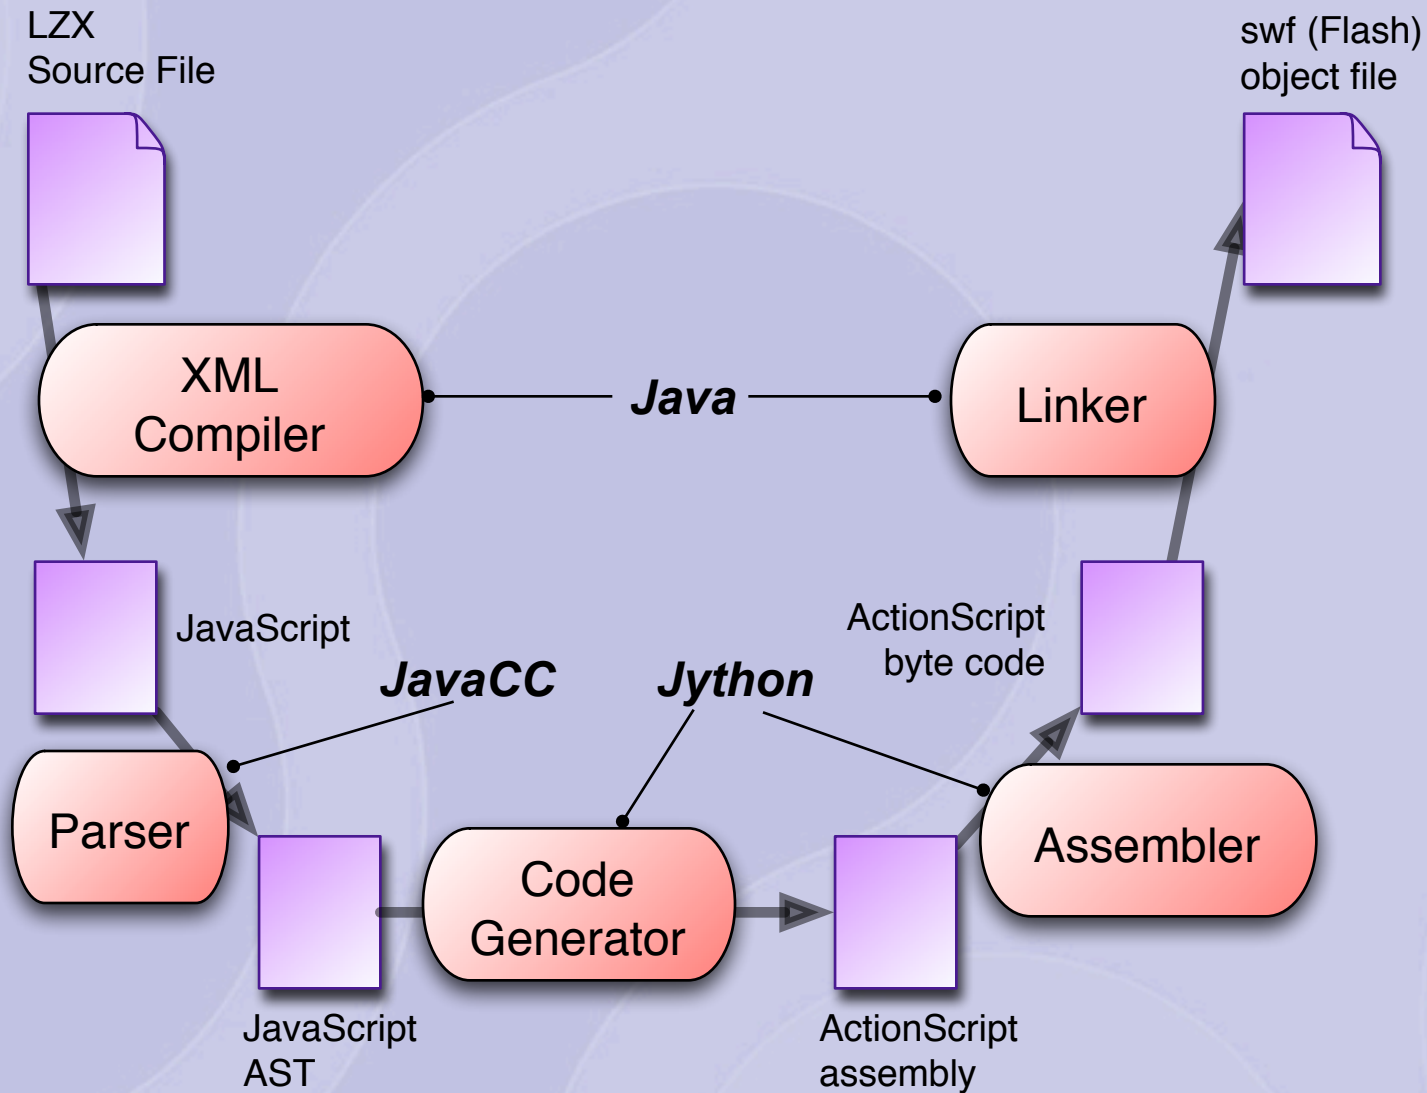 LZX
Source File
swf (Flash)
object file
XML
Compiler
Java
Linker
JavaScript
ActionScript
byte code
JavaCC
Jython
Parser
Code
Generator
Assembler
JavaScript
AST
ActionScript
assembly